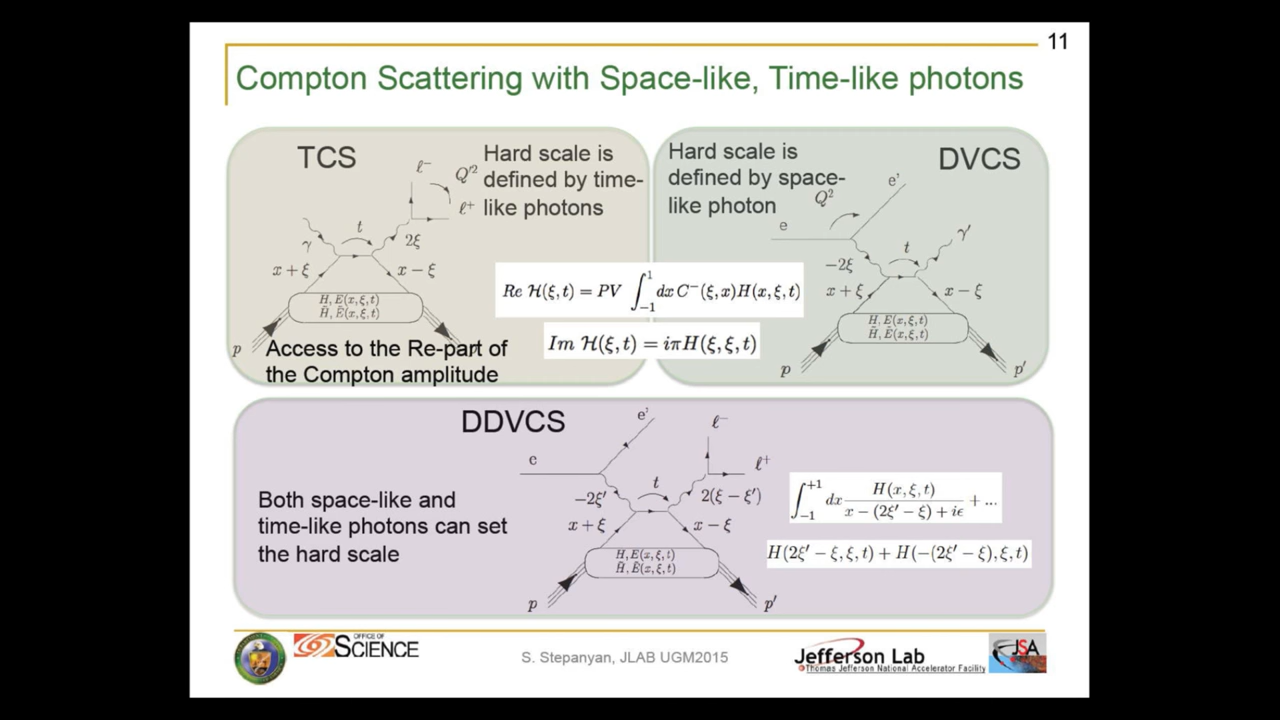 11
Compton Scattering with Space-like, Time-like photons
TCS
Hard scale is
defined by time-
like photons
ℓ⁻
Q'²
ℓ⁺
t
γ
2ξ
x + ξ
x − ξ
H, E(x, ξ, t)
H̃, Ẽ(x, ξ, t)
p
Access to the Re-part of
the Compton amplitude
Hard scale is
defined by space-
like photon
DVCS
Q²
e'
e
t
γ'
−2ξ
x + ξ
x − ξ
H, E(x, ξ, t)
H̃, Ẽ(x, ξ, t)
p
p'
Re ℋ(ξ, t) = PV ∫₋₁¹ dx C⁻(ξ, x)H(x, ξ, t)
Im ℋ(ξ, t) = iπH(ξ, ξ, t)
DDVCS
e'
ℓ⁻
e
ℓ⁺
t
−2ξ'
2(ξ − ξ')
x + ξ
x − ξ
H, E(x, ξ, t)
H̃, Ẽ(x, ξ, t)
p
p'
Both space-like and
time-like photons can set
the hard scale
∫₋₁⁺¹ dx H(x, ξ, t) / x − (2ξ' − ξ) + iϵ + ...
H(2ξ' − ξ, ξ, t) + H(−(2ξ' − ξ), ξ, t)
OFFICE OF
SCIENCE
S. Stepanyan, JLAB UGM2015
Jefferson Lab
Thomas Jefferson National Accelerator Facility
JSA